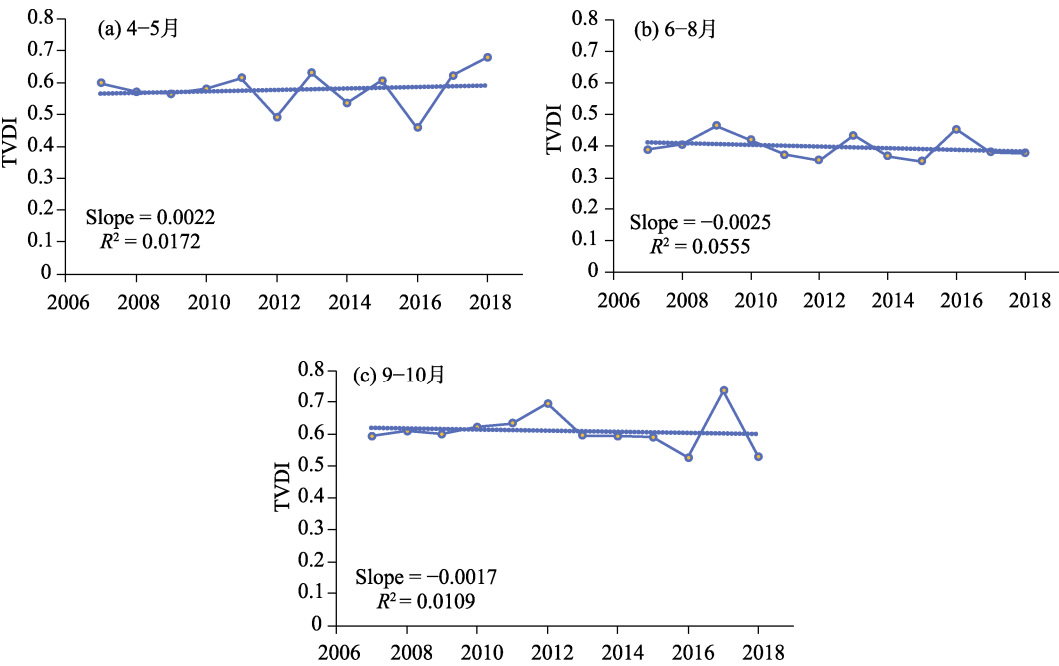 (a) 4−5月
0.8
0.7
0.6
0.5
0.4
0.3
0.2
0.1
0
TVDI
Slope = 0.0022
R² = 0.0172
2006 2008 2010 2012 2014 2016 2018
(b) 6−8月
0.8
0.7
0.6
0.5
0.4
0.3
0.2
0.1
0
TVDI
Slope = −0.0025
R² = 0.0555
2006 2008 2010 2012 2014 2016 2018
(c) 9−10月
0.8
0.7
0.6
0.5
0.4
0.3
0.2
0.1
0
TVDI
Slope = −0.0017
R² = 0.0109
2006 2008 2010 2012 2014 2016 2018